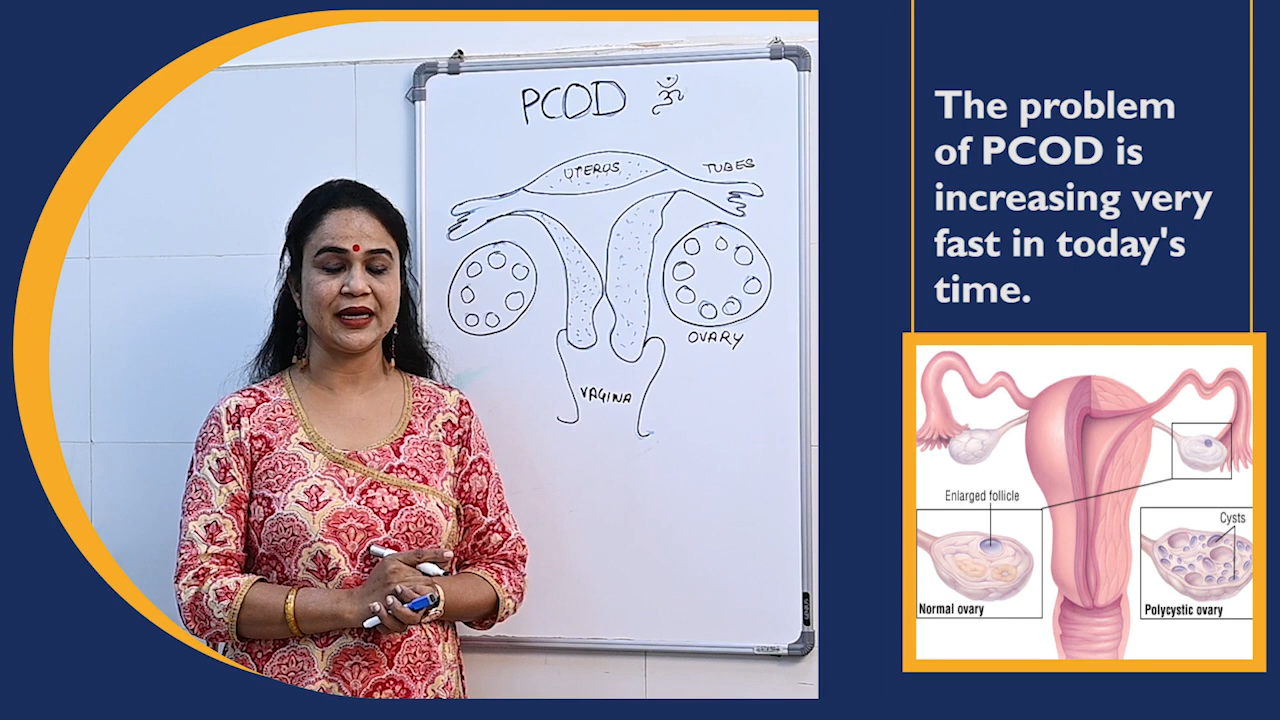 PCOD ॐ
UTERUS
TUBES
OVARY
VAGINA
The problem
of PCOD is
increasing very
fast in today's
time.
Enlarged follicle
Cysts
Normal ovary
Polycystic ovary